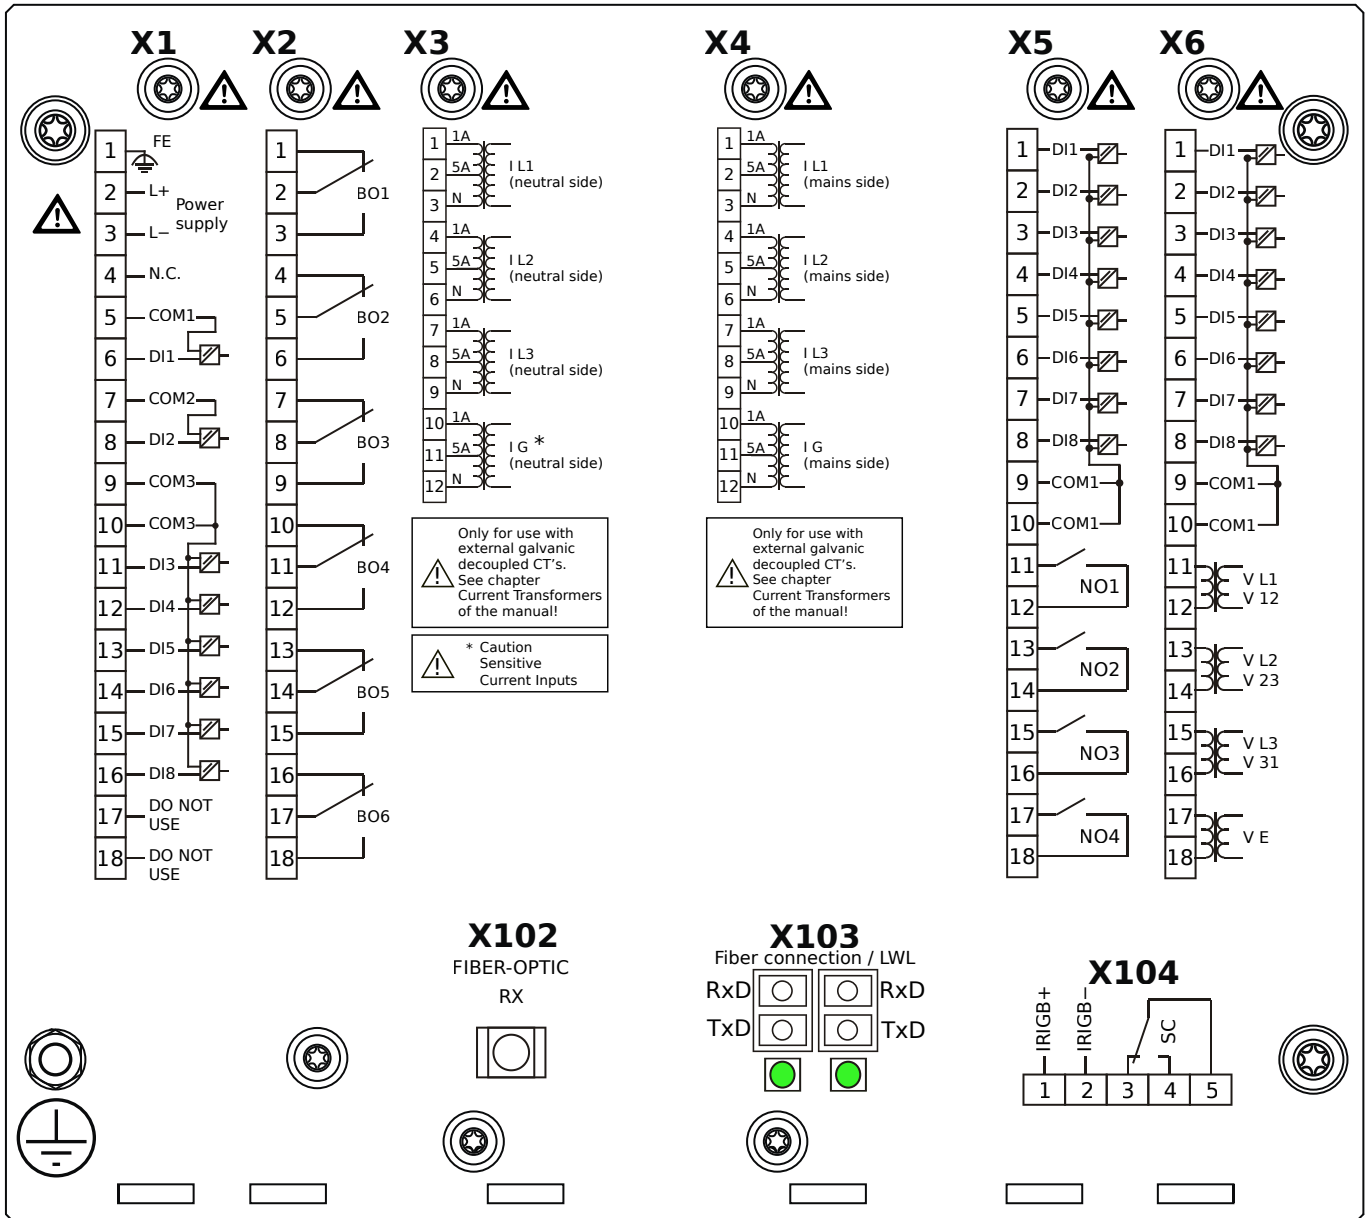 X1
X2
X3
X4
X5
X6
1 FE
2 L+
Power
supply
3 L−
4 N.C.
5 COM1
6 DI1
7 COM2
8 DI2
9 COM3
10 COM3
11 DI3
12 DI4
13 DI5
14 DI6
15 DI7
16 DI8
17 DO NOT
USE
18 DO NOT
USE
1
2 BO1
3
4
5 BO2
6
7
8 BO3
9
10
11 BO4
12
13
14 BO5
15
16
17 BO6
18
1 1A
I L1
2 5A
(neutral side)
3 N
4 1A
I L2
5 5A
(neutral side)
6 N
7 1A
I L3
8 5A
(neutral side)
9 N
10 1A
I G *
11 5A
(neutral side)
12 N
Only for use with
external galvanic
decoupled CT's.
See chapter
Current Transformers
of the manual!
* Caution
Sensitive
Current Inputs
1 1A
I L1
2 5A
(mains side)
3 N
4 1A
I L2
5 5A
(mains side)
6 N
7 1A
I L3
8 5A
(mains side)
9 N
10 1A
I G
11 5A
(mains side)
12 N
Only for use with
external galvanic
decoupled CT's.
See chapter
Current Transformers
of the manual!
1 DI1
2 DI2
3 DI3
4 DI4
5 DI5
6 DI6
7 DI7
8 DI8
9 COM1
10 COM1
11
NO1
12
13
NO2
14
15
NO3
16
17
NO4
18
1 DI1
2 DI2
3 DI3
4 DI4
5 DI5
6 DI6
7 DI7
8 DI8
9 COM1
10 COM1
11
V L1
V 12
12
13
V L2
V 23
14
15
V L3
V 31
16
17
V E
18
X102
FIBER-OPTIC
RX
X103
Fiber connection / LWL
RxD RxD
TxD TxD
X104
IRIGB+
IRIGB−
SC
1 2 3 4 5